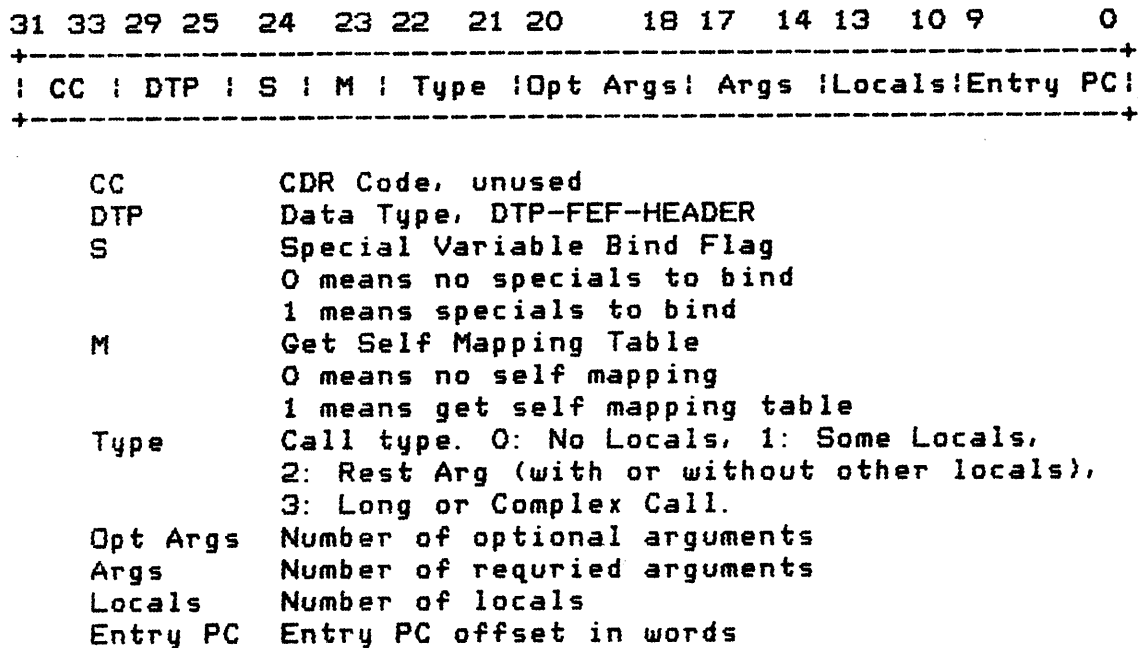 31 33 29 25 24 23 22 21 20 18 17 14 13 10 9 0
+---------------------------------------------------------------------+
| CC | DTP | S | M | Type |Opt Args| Args |Locals|Entry PC|
+---------------------------------------------------------------------+
CC CDR Code, unused
DTP Data Type, DTP-FEF-HEADER
S Special Variable Bind Flag
0 means no specials to bind
1 means specials to bind
M Get Self Mapping Table
0 means no self mapping
1 means get self mapping table
Type Call type. 0: No Locals, 1: Some Locals,
2: Rest Arg (with or without other locals),
3: Long or Complex Call.
Opt Args Number of optional arguments
Args Number of requried arguments
Locals Number of locals
Entry PC Entry PC offset in words